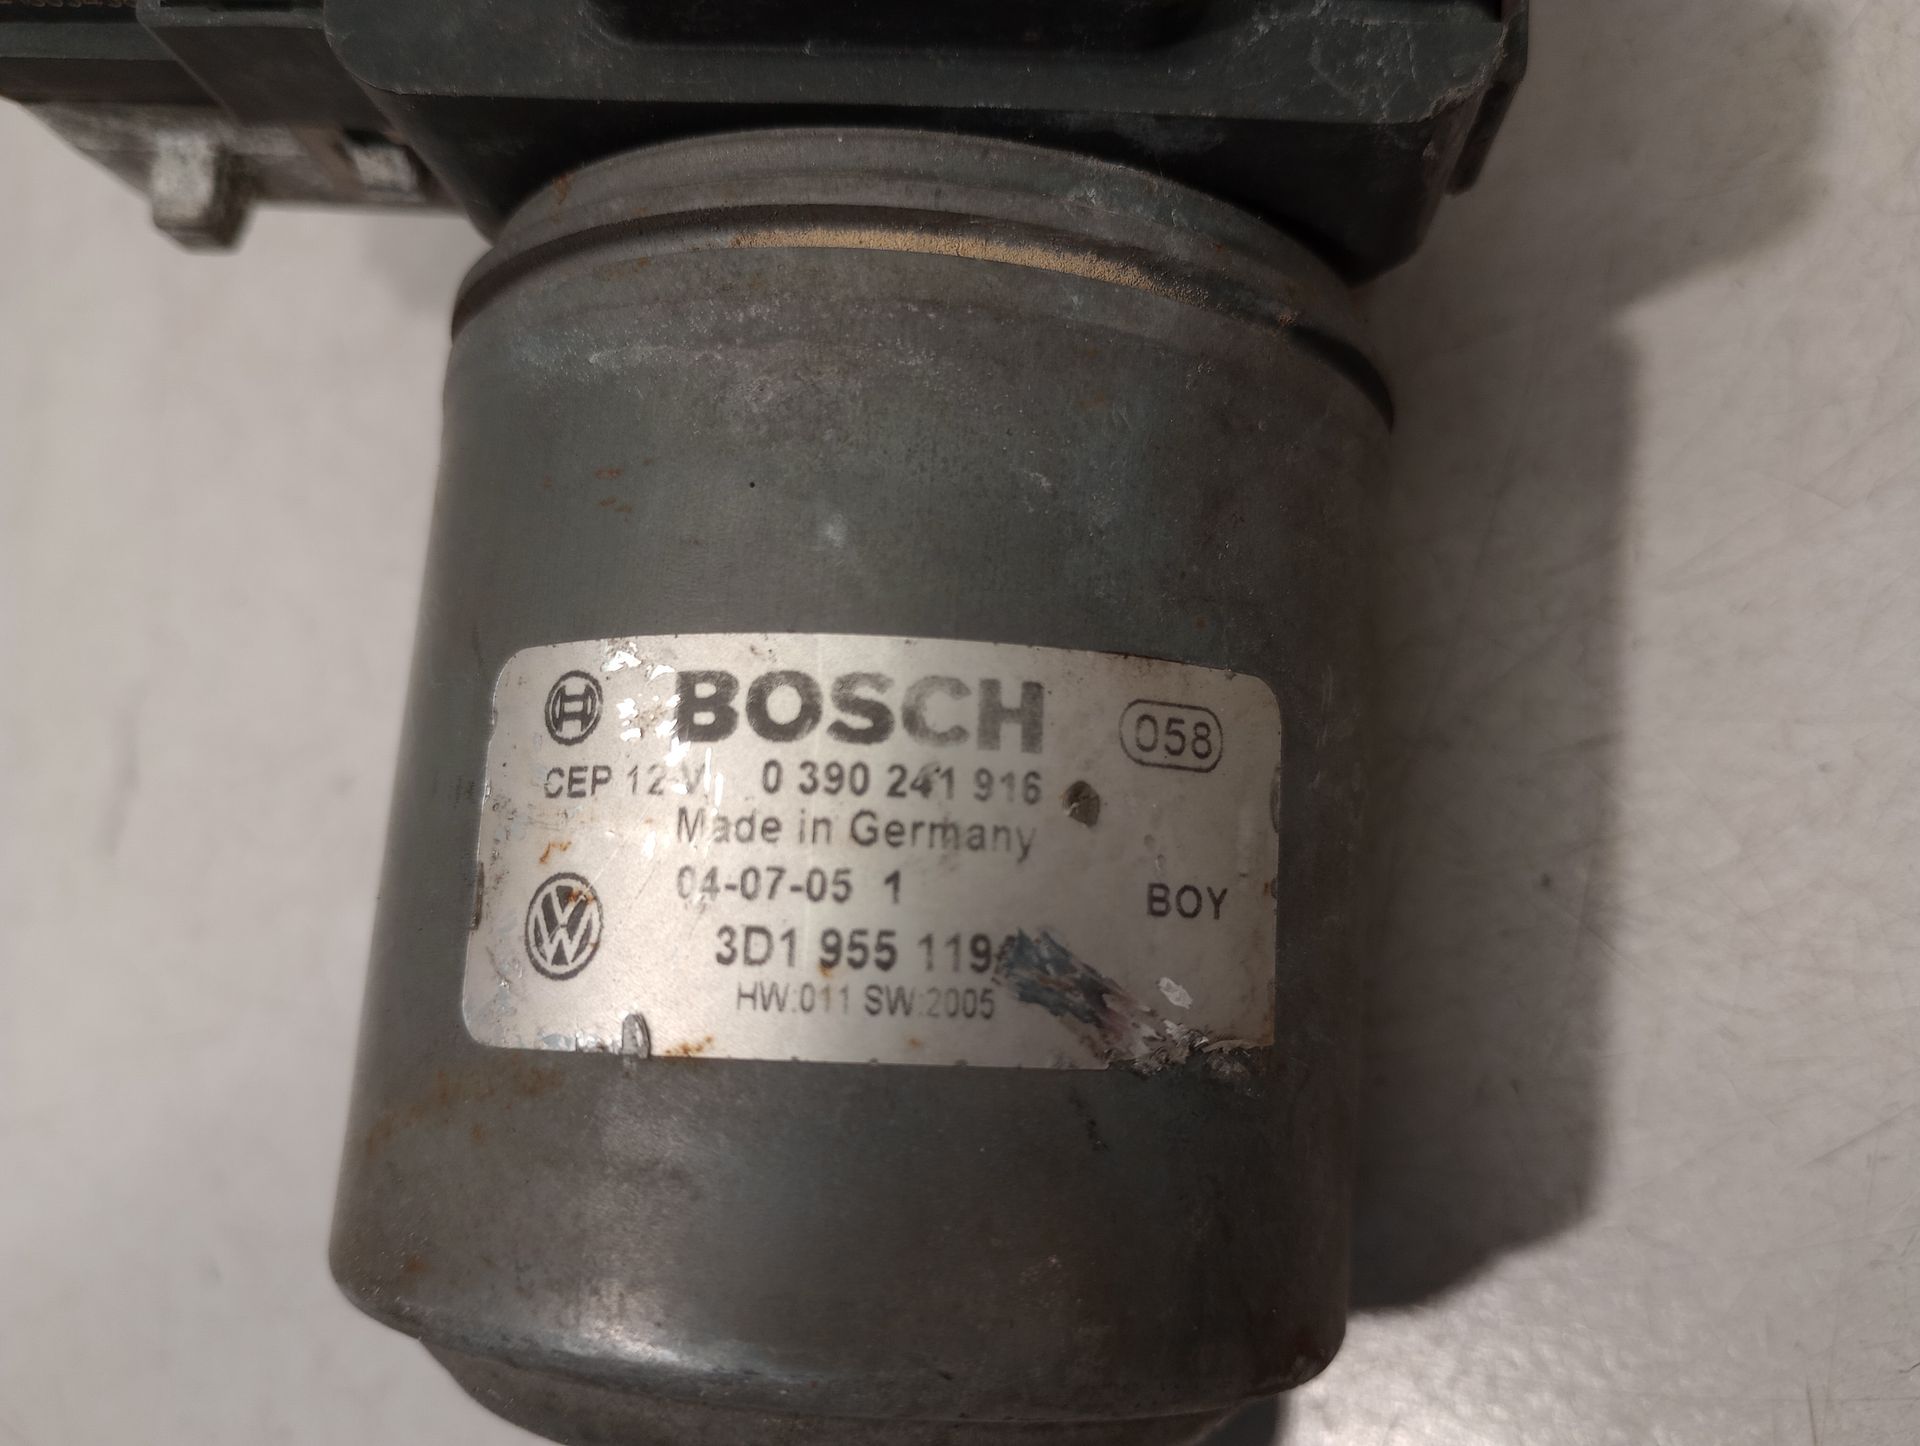 BOSCH
058
CEP 12 V 0 390 241 916
Made in Germany
04-07-05 1
BOY
3D1 955 119
HW:011 SW:2005